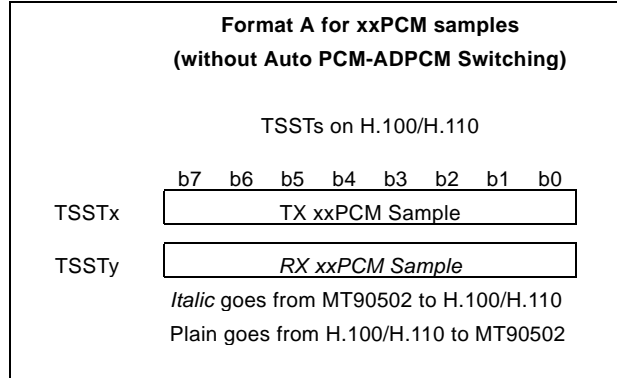 Format A for xxPCM samples
(without Auto PCM-ADPCM Switching)
TSSTs on H.100/H.110
b7 b6 b5 b4 b3 b2 b1 b0
TSSTx TX xxPCM Sample
TSSTy RX xxPCM Sample
Italic goes from MT90502 to H.100/H.110
Plain goes from H.100/H.110 to MT90502